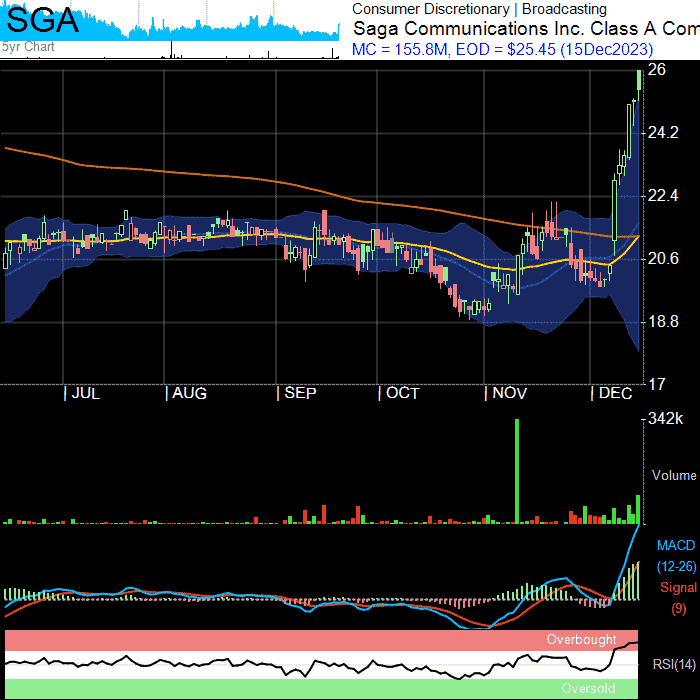 SGA
5yr Chart
Consumer Discretionary | Broadcasting
Saga Communications Inc. Class A Com
MC = 155.8M, EOD = $25.45 (15Dec2023)
26
24.2
22.4
20.6
18.8
17
| JUL | AUG | SEP | OCT | NOV | DEC
342k
Volume
MACD
(12-26)
Signal
(9)
Overbought
RSI(14)
Oversold